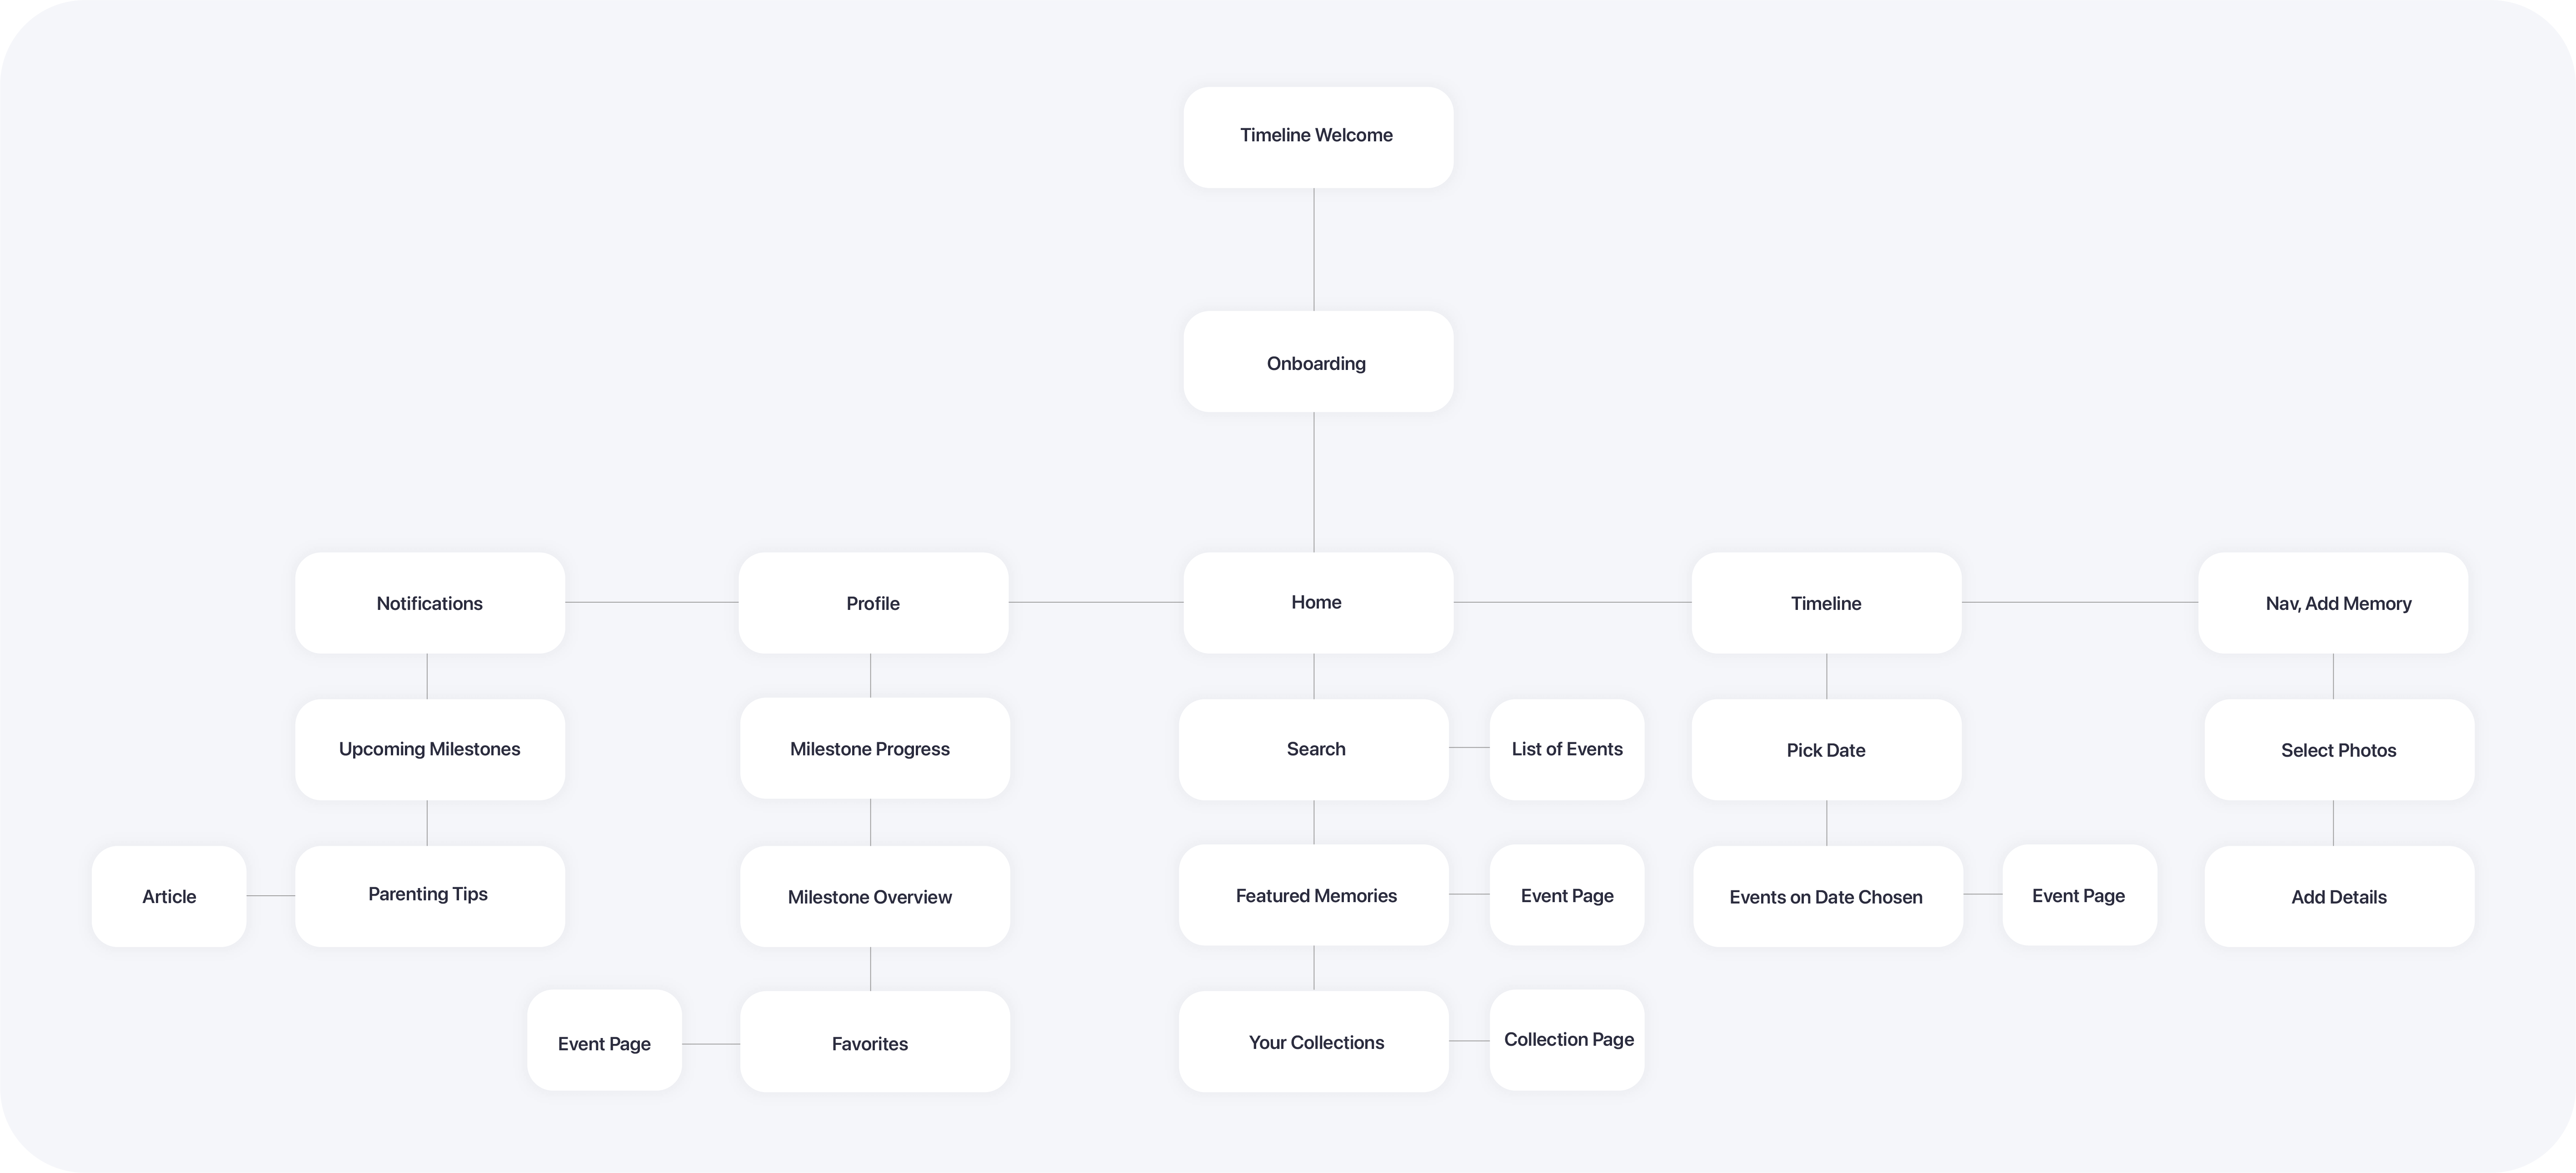 Timeline Welcome
Onboarding
Notifications
Profile
Home
Timeline
Nav, Add Memory
Upcoming Milestones
Milestone Progress
Search
List of Events
Pick Date
Select Photos
Article
Parenting Tips
Milestone Overview
Featured Memories
Event Page
Events on Date Chosen
Event Page
Add Details
Event Page
Favorites
Your Collections
Collection Page